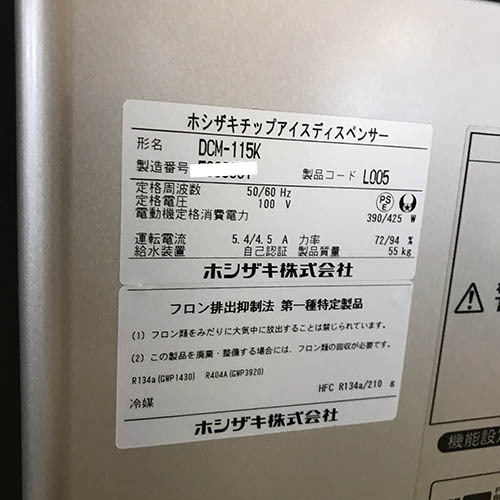 ホシザキチップアイスディスペンサー
形名 DCM-115K
製造番号 製品コード L005
定格周波数 50/60 Hz
定格電圧 100 V
電動機定格消費電力 390/425 W
PSE
運転電流 5.4/4.5 A 力率 72/94 %
給水装置 自己認証 製品質量 55 kg
ホシザキ株式会社
フロン排出抑制法 第一種特定製品
(1) フロン類をみだりに大気中に放出することは禁じられています。
(2) この製品を廃棄・整備する場合には、フロン類の回収が必要です。
R134a(GWP1430) R404A(GWP3920)
冷媒 HFC R134a/210 g
ホシザキ株式会社
機能設定